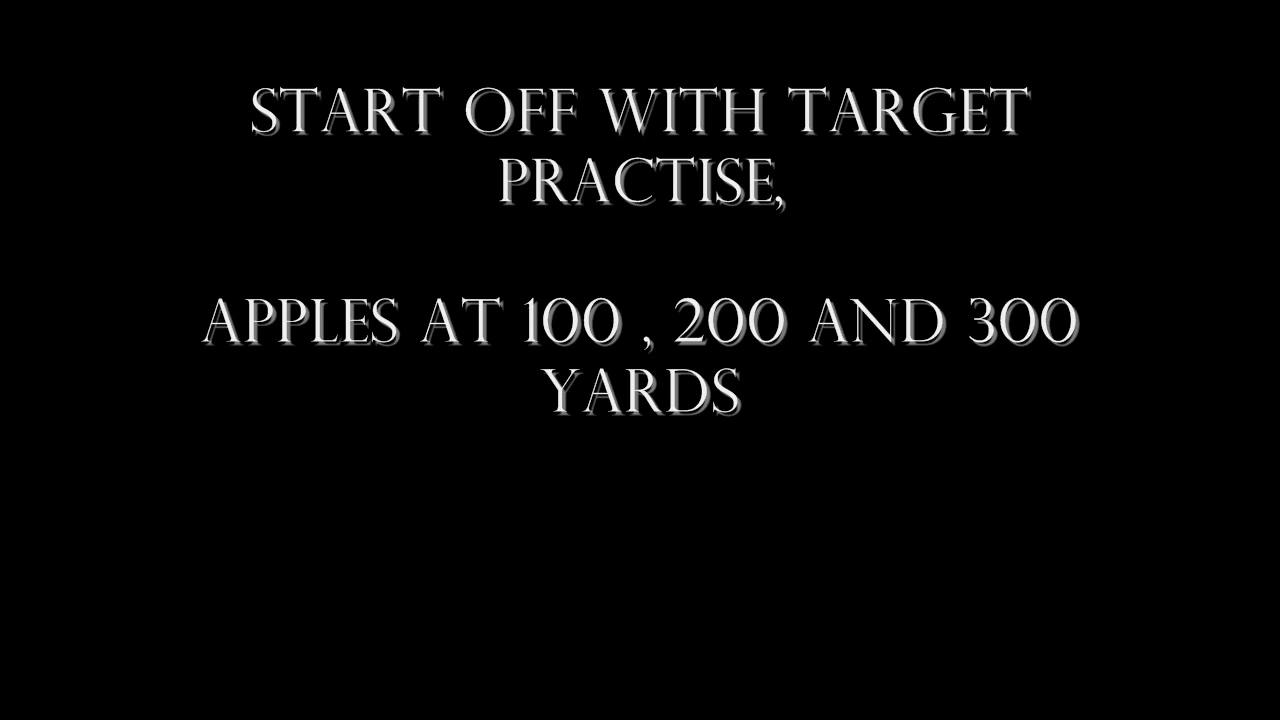 START OFF WITH TARGET
PRACTISE,
APPLES AT 100 , 200 AND 300
YARDS